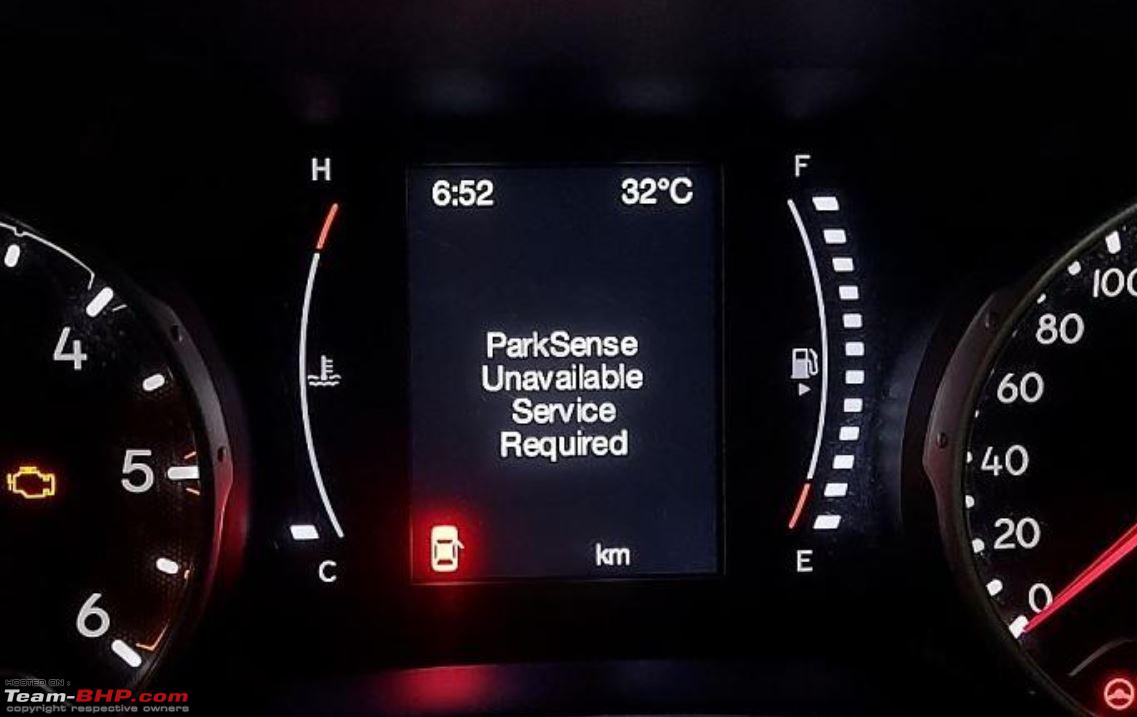 H
F
6:52 32°C
100
80
4
ParkSense
Unavailable
60
Service
Required
5
40
20
km
C
E
0
6
HOSTED ON :
Team-BHP.com
copyright respective owners